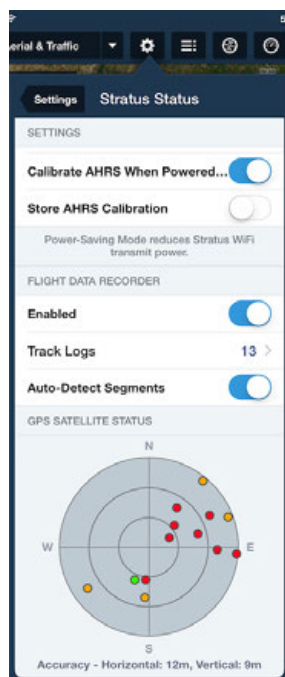 erial & Traffic
Settings
Stratus Status
SETTINGS
Calibrate AHRS When Powered...
Store AHRS Calibration
Power-Saving Mode reduces Stratus WiFi
transmit power.
FLIGHT DATA RECORDER
Enabled
Track Logs 13 >
Auto-Detect Segments
GPS SATELLITE STATUS
N
W E
S
Accuracy - Horizontal: 12m, Vertical: 9m